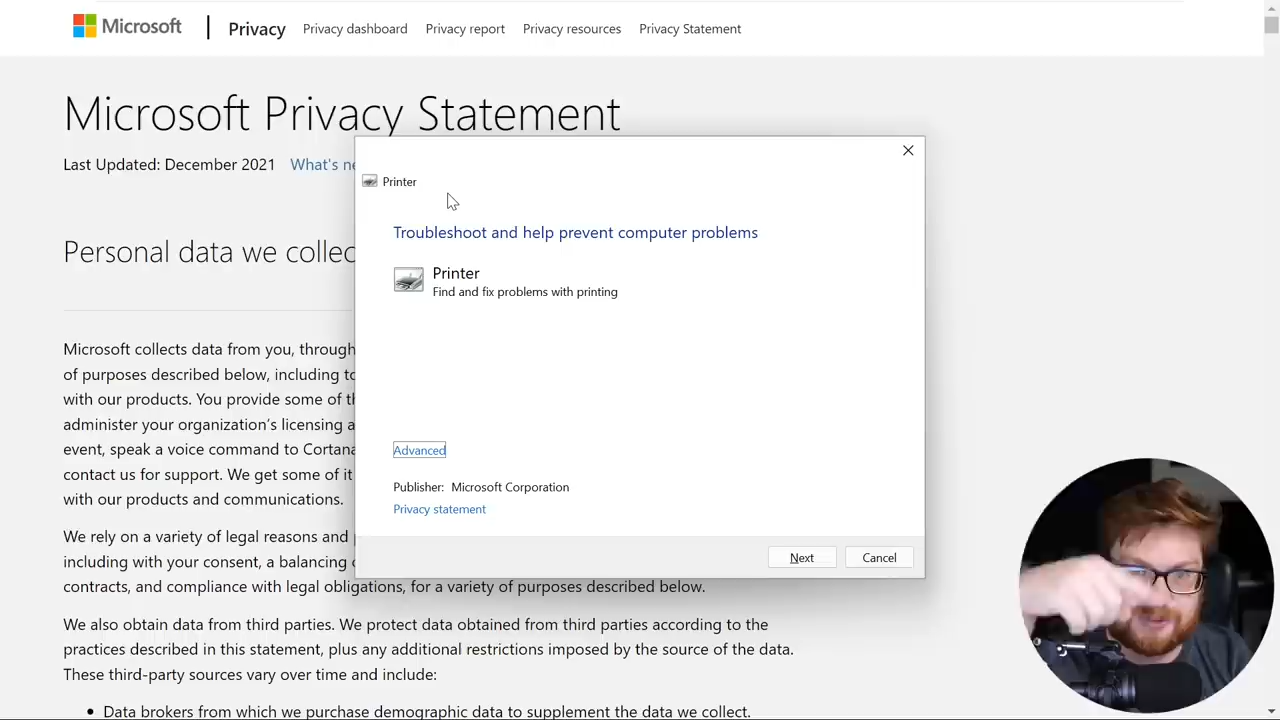 Microsoft | Privacy Privacy dashboard Privacy report Privacy resources Privacy Statement
Microsoft Privacy Statement
Last Updated: December 2021 What's ne
Personal data we collec
Microsoft collects data from you, through
of purposes described below, including to
with our products. You provide some of th
administer your organization's licensing a
event, speak a voice command to Cortana
contact us for support. We get some of it
with our products and communications.
We rely on a variety of legal reasons and
including with your consent, a balancing
contracts, and compliance with legal obligations, for a variety of purposes described below.
We also obtain data from third parties. We protect data obtained from third parties according to the
practices described in this statement, plus any additional restrictions imposed by the source of the data.
These third-party sources vary over time and include:
• Data brokers from which we purchase demographic data to supplement the data we collect.
Printer
Troubleshoot and help prevent computer problems
Printer
Find and fix problems with printing
Advanced
Publisher: Microsoft Corporation
Privacy statement
Next Cancel